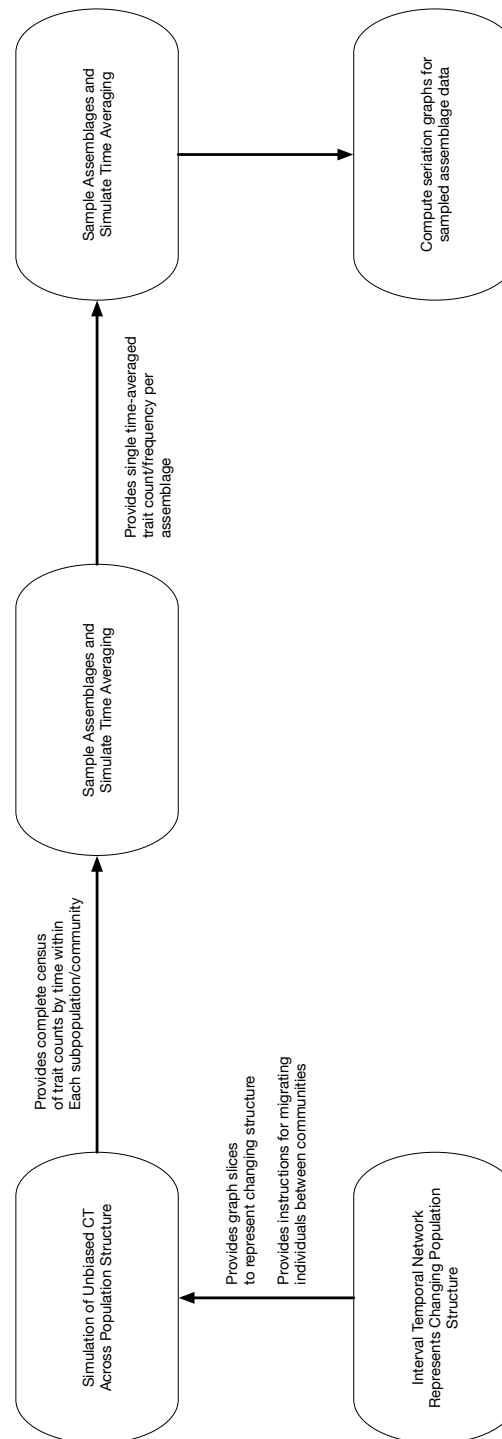 Simulation of Unbiased CT
Across Population Structure
Provides complete census
of trait counts by time within
Each subpopulation/community
Sample Assemblages and
Simulate Time Averaging
Provides single time-averaged
trait count/frequency per
assemblage
Sample Assemblages and
Simulate Time Averaging
Provides graph slices
to represent changing structure
Provides instructions for migrating
individuals between communities
Interval Temporal Network
Represents Changing Population
Structure
Compute seriation graphs for
sampled assemblage data